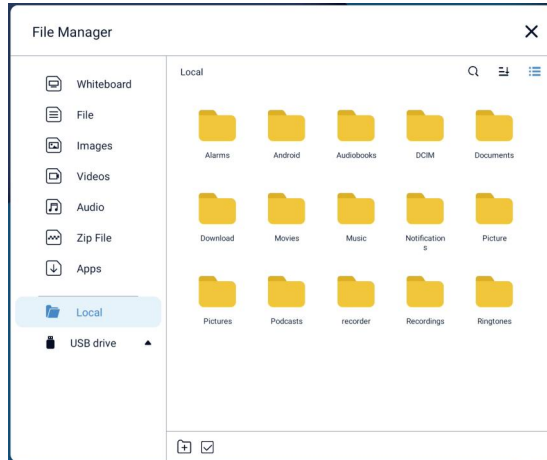 File Manager
Whiteboard
File
Images
Videos
Audio
Zip File
Apps
Local
USB drive
Local
Alarms
Android
Audiobooks
DCIM
Documents
Download
Movies
Music
Notification
s
Picture
Pictures
Podcasts
recorder
Recordings
Ringtones